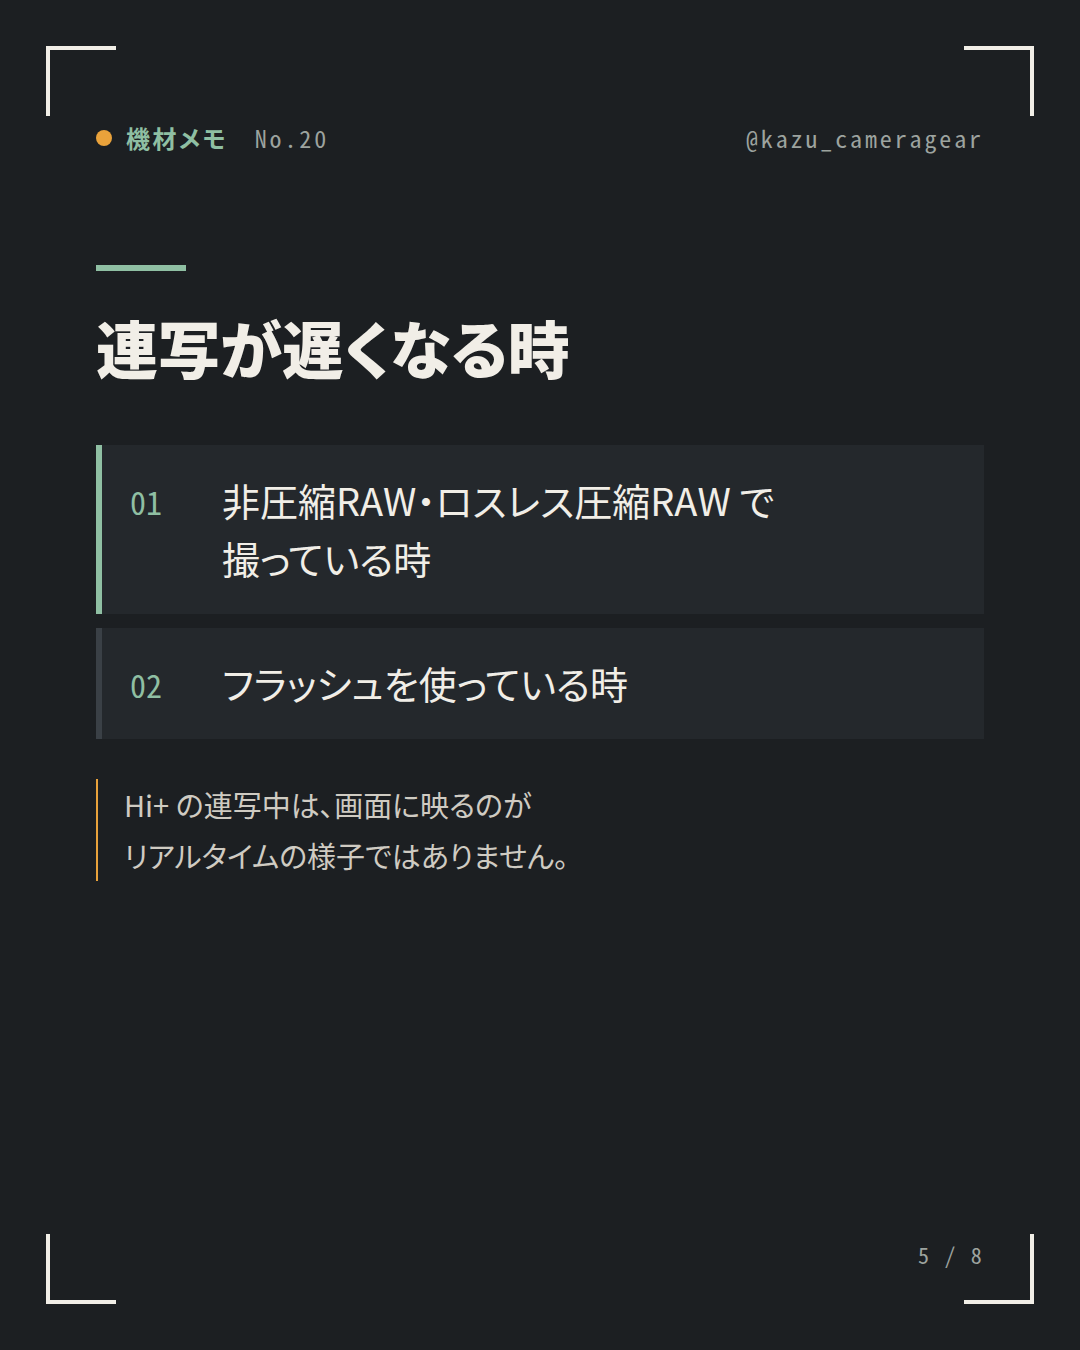 機材メモ No.20
@kazu_cameragear
連写が遅くなる時
01 非圧縮RAW・ロスレス圧縮RAW で
撮っている時
02 フラッシュを使っている時
Hi+ の連写中は、画面に映るのが
リアルタイムの様子ではありません。
5 / 8